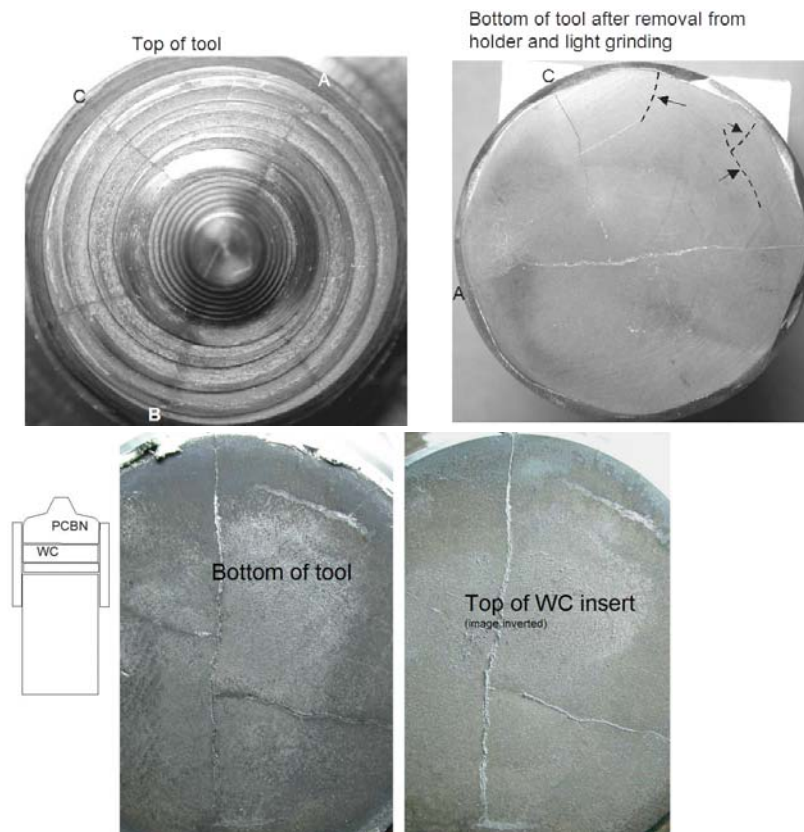 Top of tool
Bottom of tool after removal from
holder and light grinding
C
A
B
C
A
PCBN
WC
Bottom of tool
Top of WC insert
(image inverted)